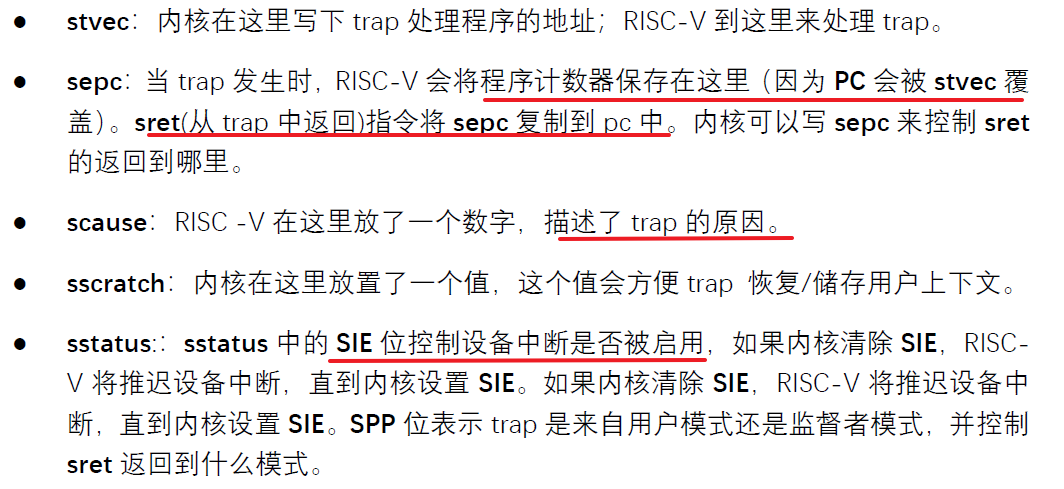 ● stvec：内核在这里写下 trap 处理程序的地址；RISC-V 到这里来处理 trap。
● sepc：当 trap 发生时，RISC-V 会将程序计数器保存在这里（因为 PC 会被 stvec 覆
盖）。sret(从 trap 中返回)指令将 sepc 复制到 pc 中。内核可以写 sepc 来控制 sret
的返回到哪里。
● scause：RISC -V 在这里放了一个数字，描述了 trap 的原因。
● sscratch：内核在这里放置了一个值，这个值会方便 trap 恢复/储存用户上下文。
● sstatus:：sstatus 中的 SIE 位控制设备中断是否被启用，如果内核清除 SIE，RISC-
V 将推迟设备中断，直到内核设置 SIE。如果内核清除 SIE，RISC-V 将推迟设备中
断，直到内核设置 SIE。SPP 位表示 trap 是来自用户模式还是监督者模式，并控制
sret 返回到什么模式。